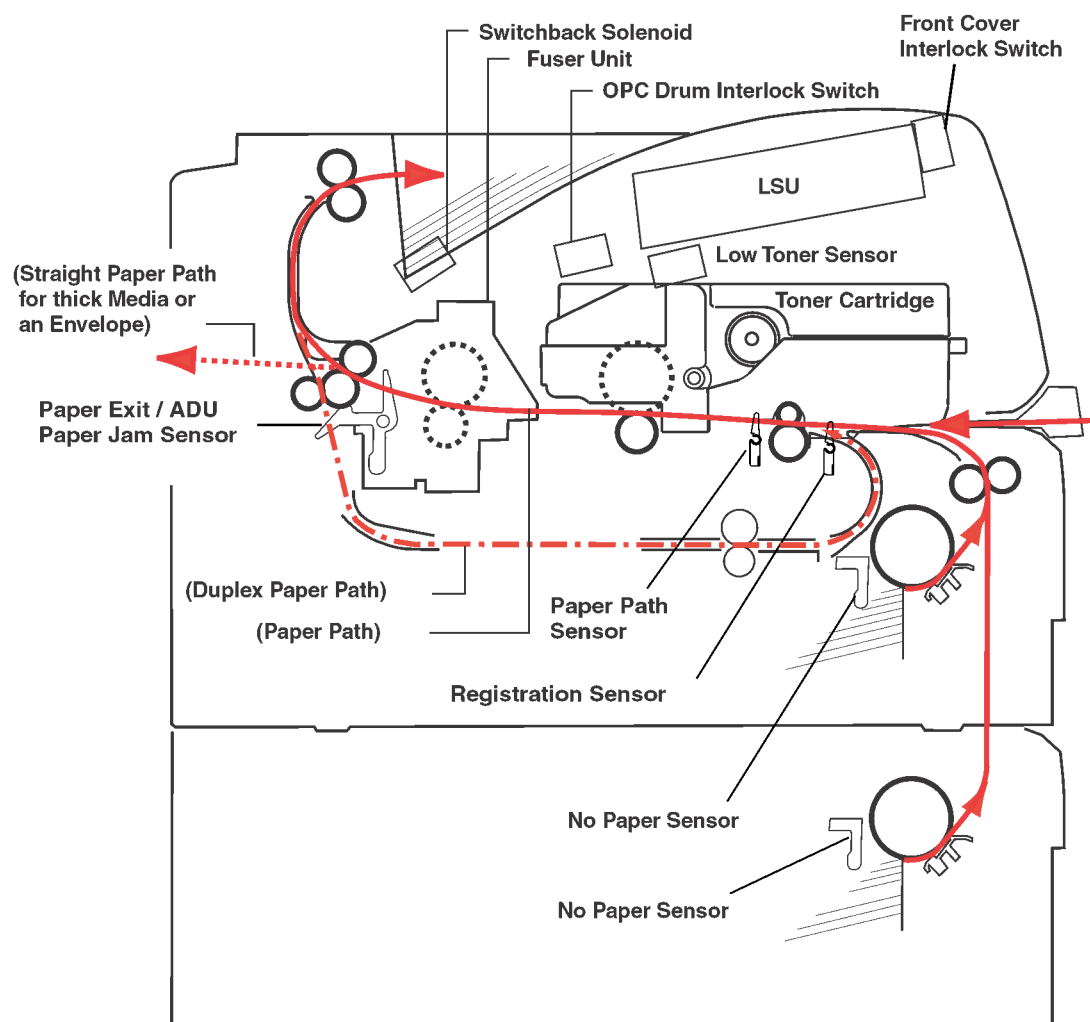 Switchback Solenoid
Fuser Unit
OPC Drum Interlock Switch
Front Cover
Interlock Switch
LSU
Low Toner Sensor
Toner Cartridge
(Straight Paper Path
for thick Media or
an Envelope)
Paper Exit / ADU
Paper Jam Sensor
(Duplex Paper Path)
(Paper Path)
Paper Path
Sensor
Registration Sensor
No Paper Sensor
No Paper Sensor